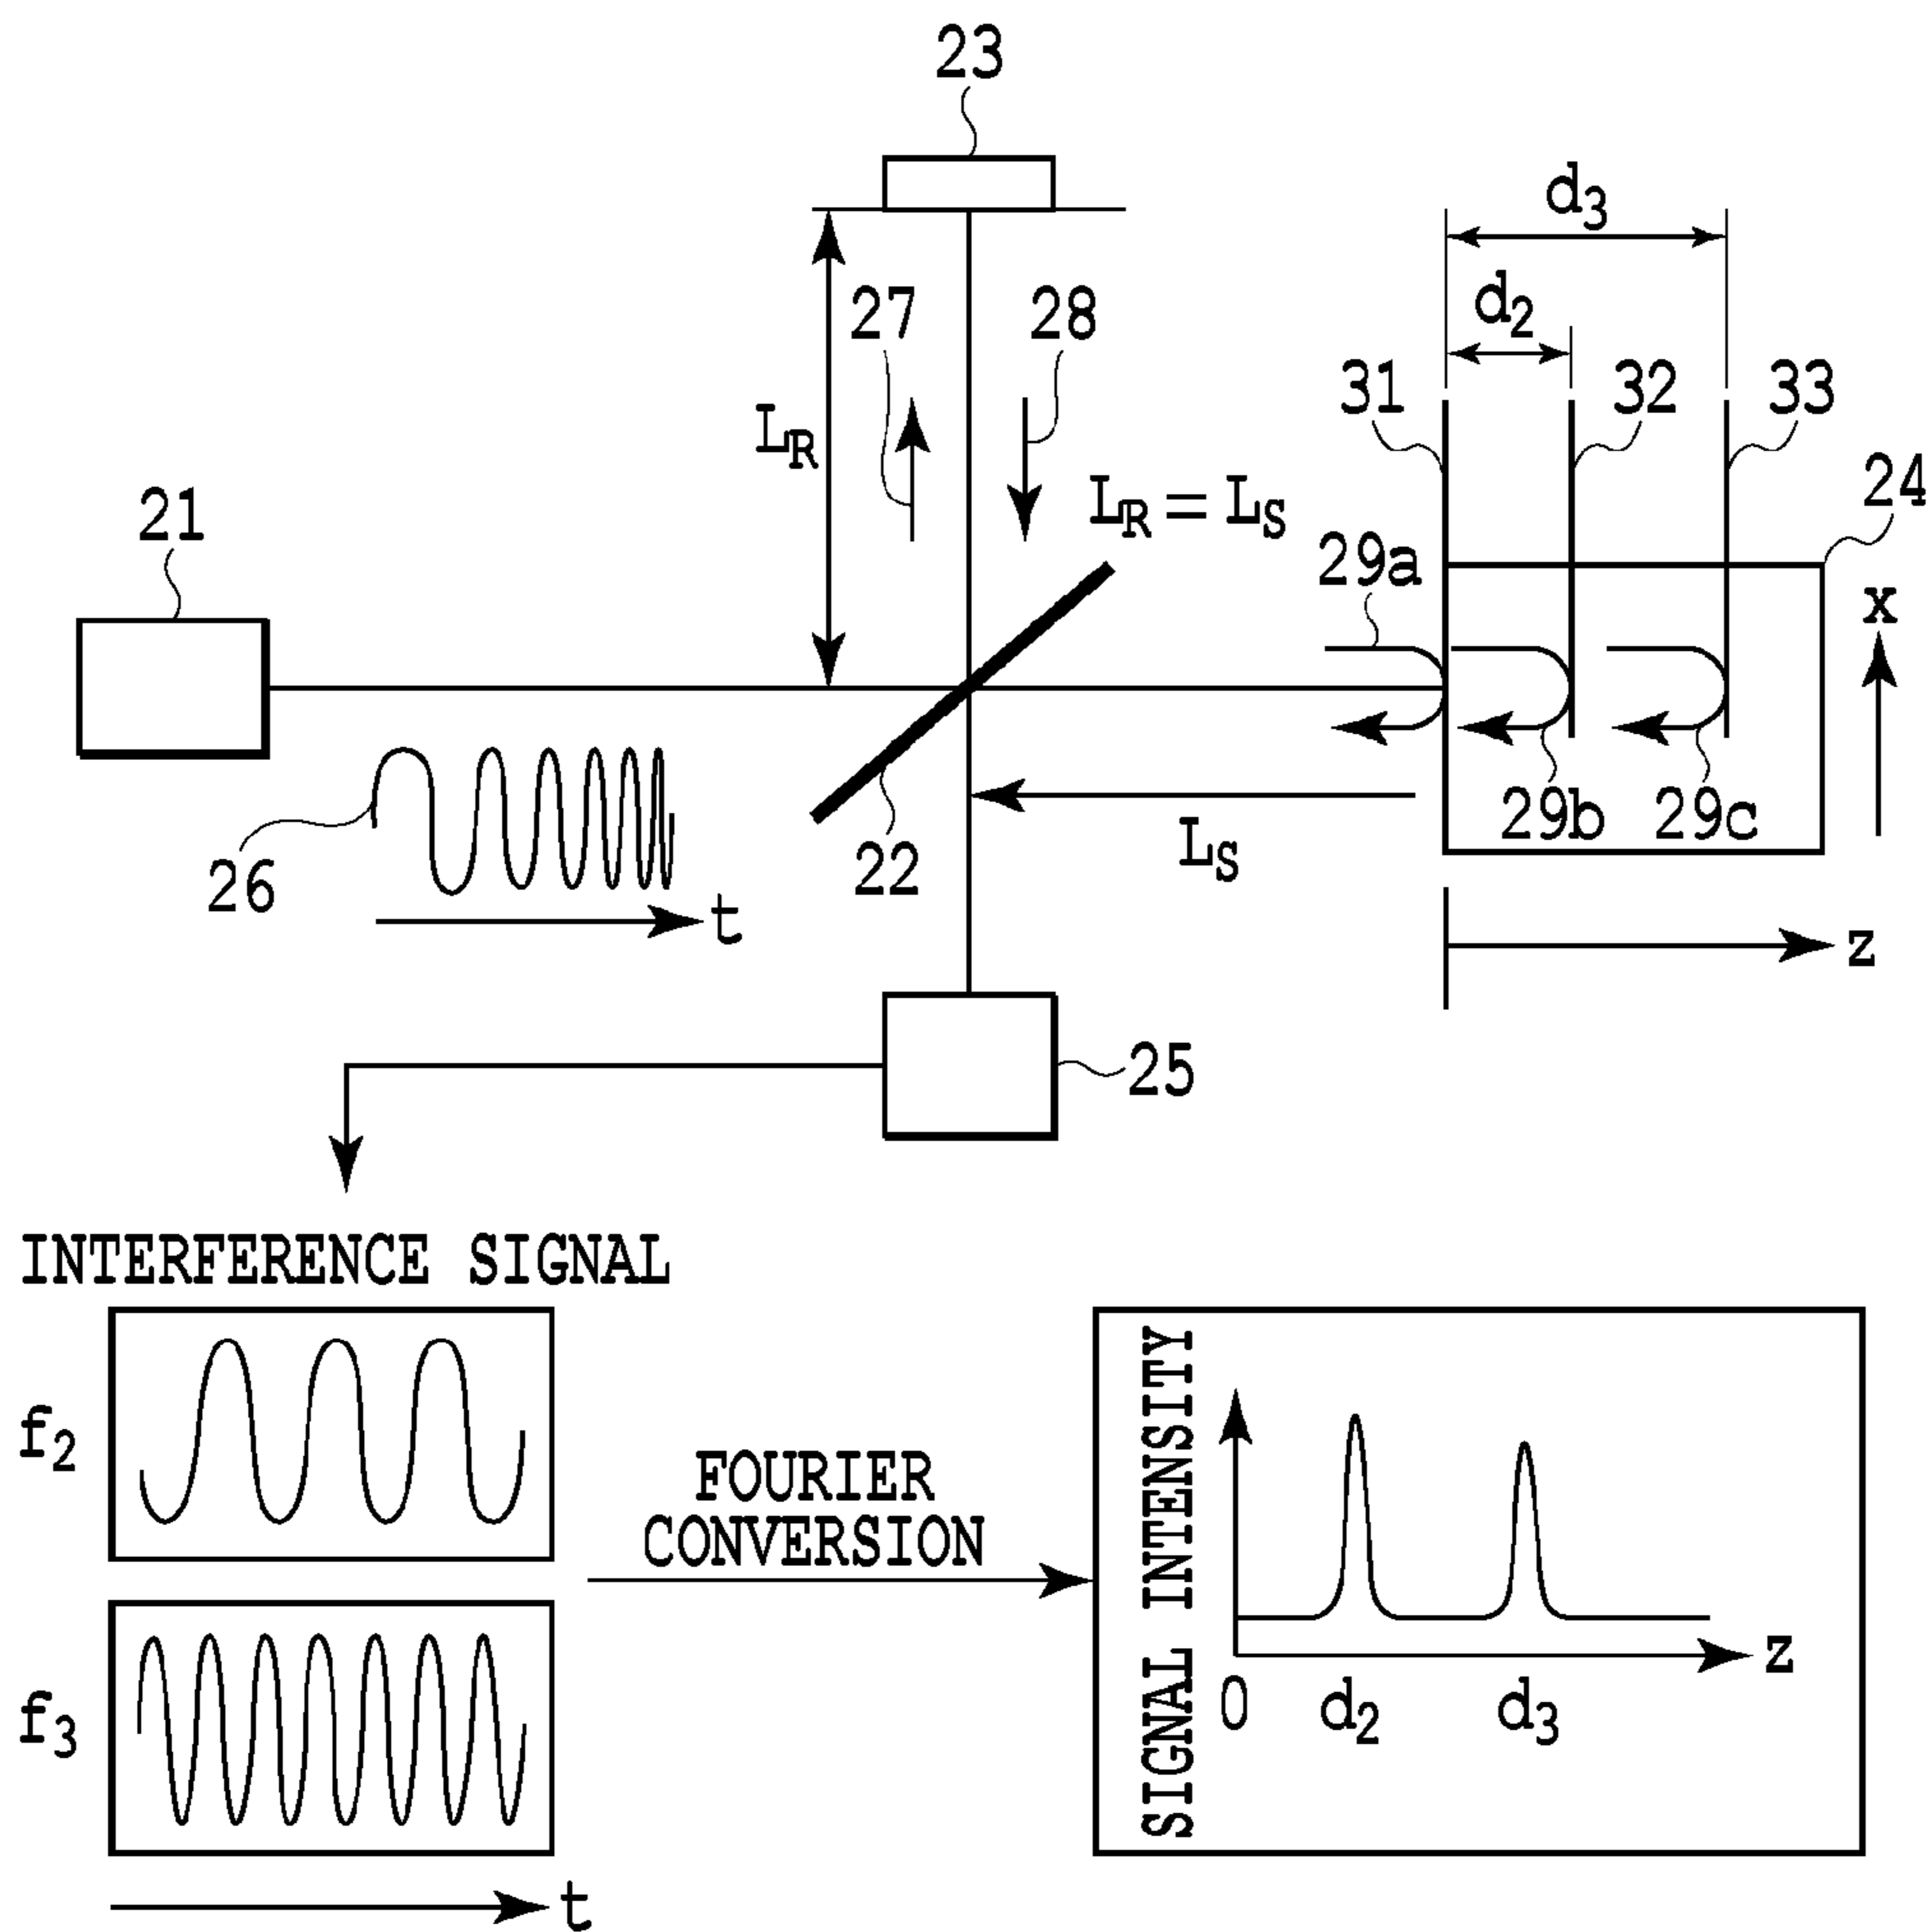 23
d3
27
28
d2
31
32
33
LR
24
21
LR = LS
29a
x
29b
29c
LS
26
22
t
z
25
INTERFERENCE SIGNAL
f2
f3
t
FOURIER
CONVERSION
SIGNAL INTENSITY
z
0
d2
d3